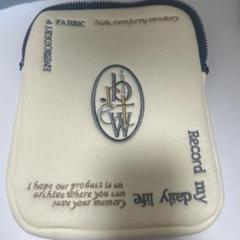 & FABRIC
EMBROIDERY
Make room for my memory
Record my
daily life
I hope our product is an
archive where you can
save your memory